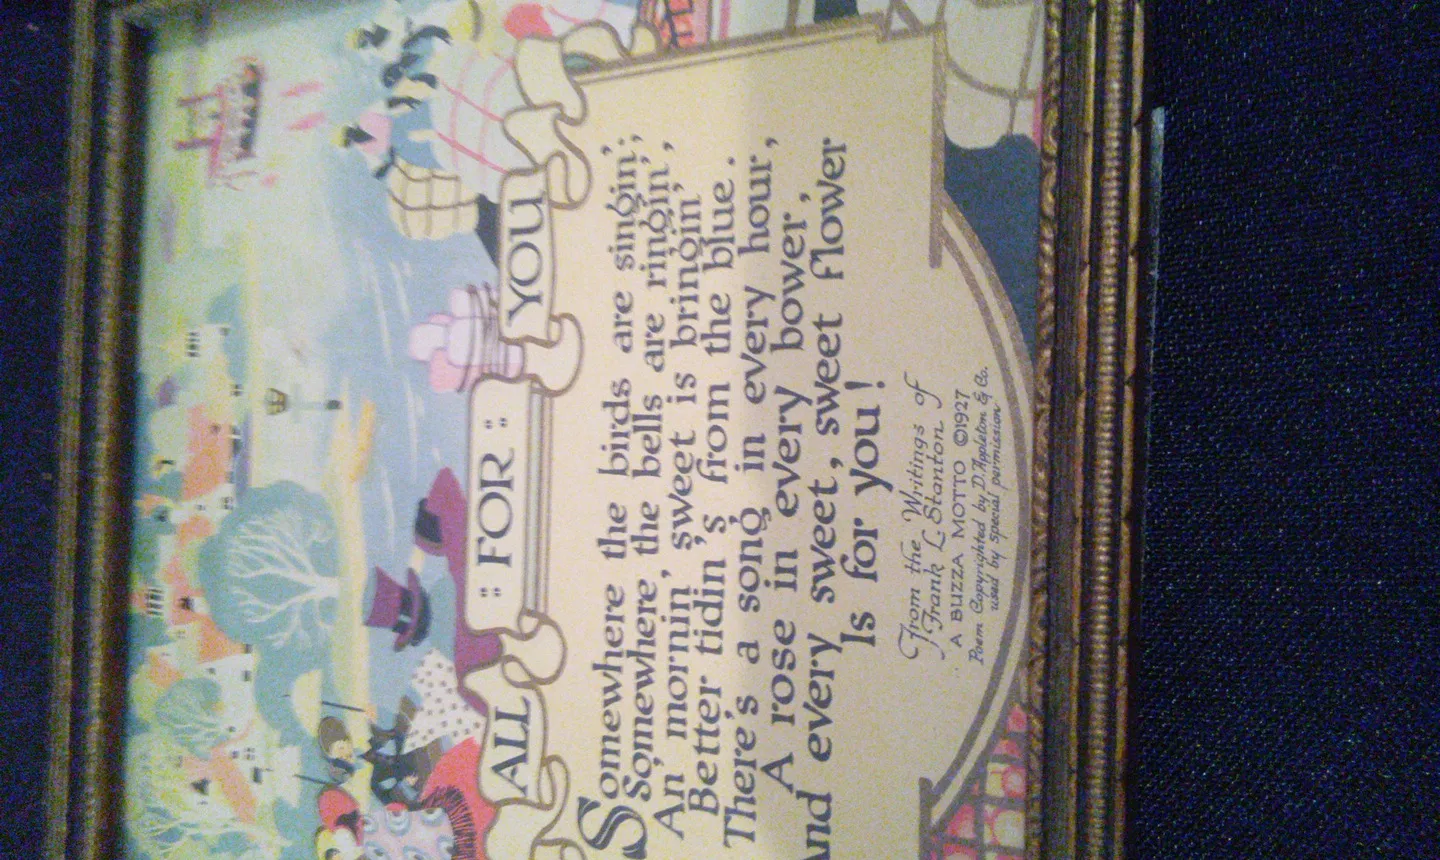 ALL :: FOR :: YOU
Somewhere the birds are singin';
Somewhere the bells are ringin',
An' mornin', sweet is bringin'
Better tidin's from the blue.
There's a song in every hour,
A rose in every bower,
And every sweet, sweet flower
Is for you!
From the Writings of
Frank L Stanton
A BUZZA MOTTO ©1927
Poem Copyrighted by D. Appleton & Co.
used by special permission